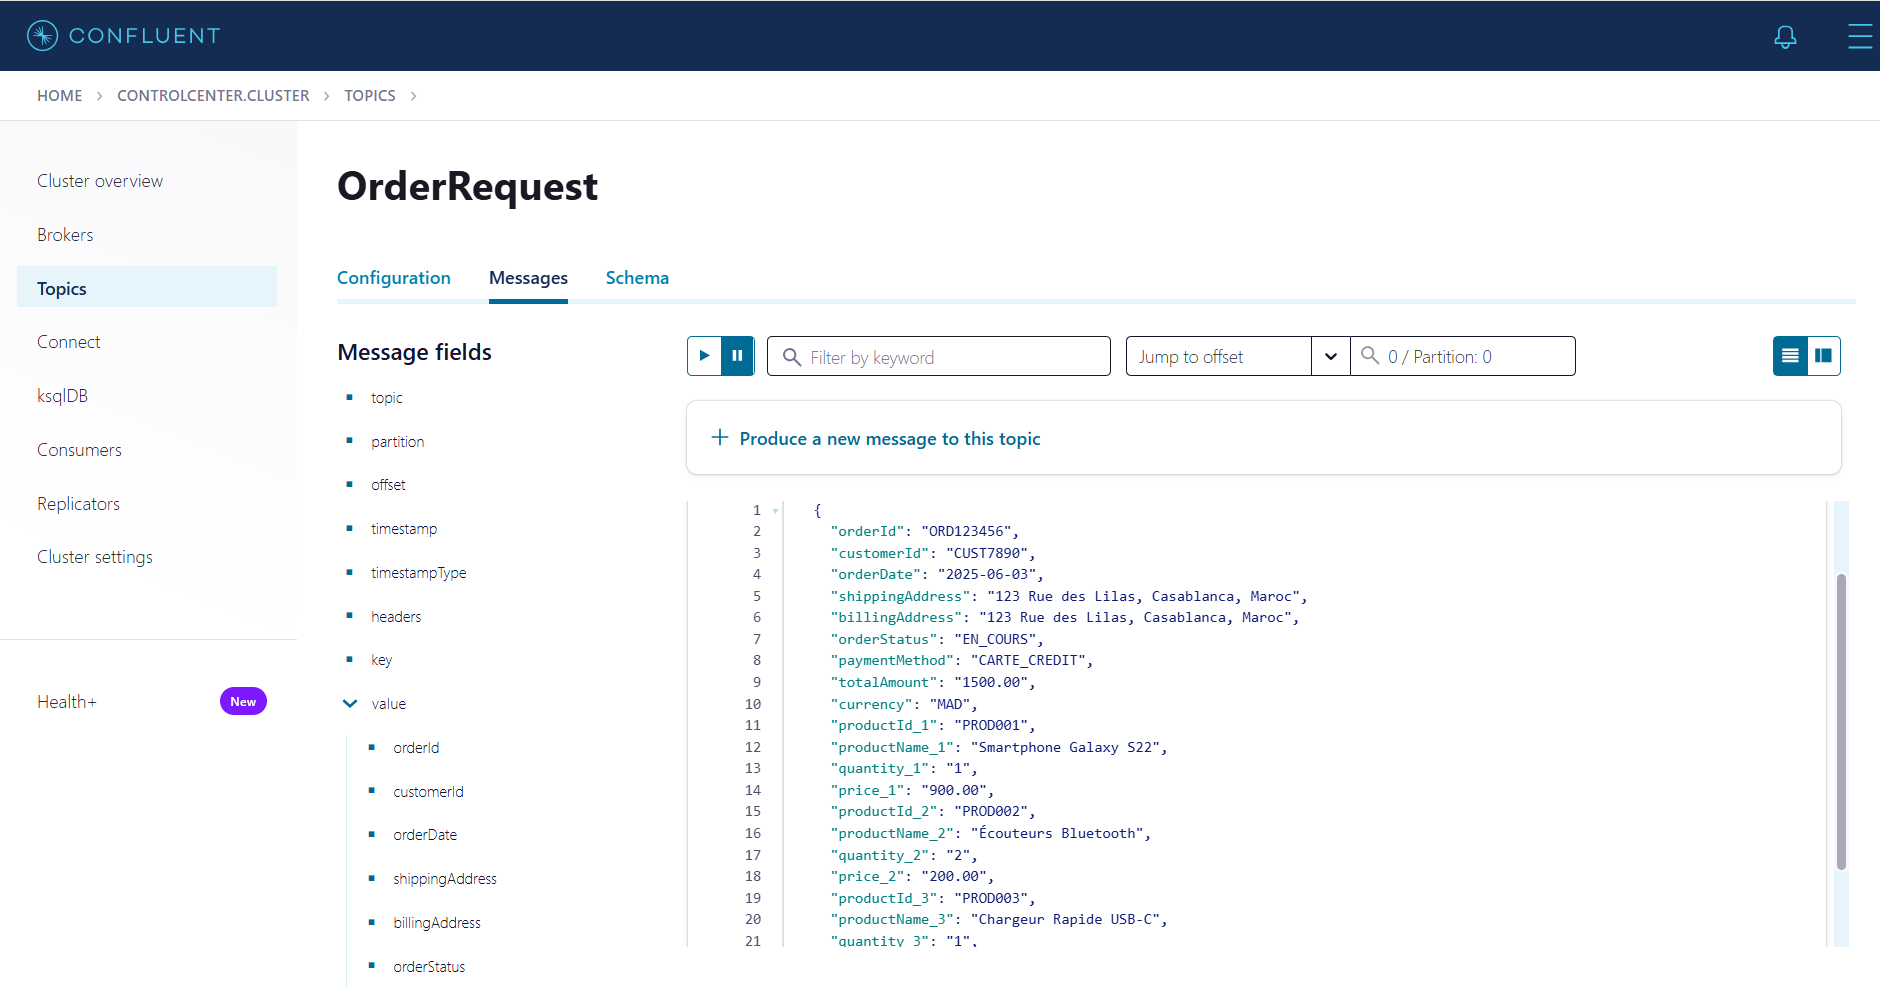 CONFLUENT
HOME > CONTROLCENTER.CLUSTER > TOPICS >
Cluster overview
Brokers
Topics
Connect
ksqlDB
Consumers
Replicators
Cluster settings
Health+ New
OrderRequest
Configuration Messages Schema
Message fields
topic
partition
offset
timestamp
timestampType
headers
key
value
orderId
customerId
orderDate
shippingAddress
billingAddress
orderStatus
Filter by keyword
Jump to offset
0 / Partition: 0
+ Produce a new message to this topic
1 {
2 "orderId": "ORD123456",
3 "customerId": "CUST7890",
4 "orderDate": "2025-06-03",
5 "shippingAddress": "123 Rue des Lilas, Casablanca, Maroc",
6 "billingAddress": "123 Rue des Lilas, Casablanca, Maroc",
7 "orderStatus": "EN_COURS",
8 "paymentMethod": "CARTE_CREDIT",
9 "totalAmount": "1500.00",
10 "currency": "MAD",
11 "productId_1": "PROD001",
12 "productName_1": "Smartphone Galaxy S22",
13 "quantity_1": "1",
14 "price_1": "900.00",
15 "productId_2": "PROD002",
16 "productName_2": "Écouteurs Bluetooth",
17 "quantity_2": "2",
18 "price_2": "200.00",
19 "productId_3": "PROD003",
20 "productName_3": "Chargeur Rapide USB-C",
21 "quantity_3": "1",